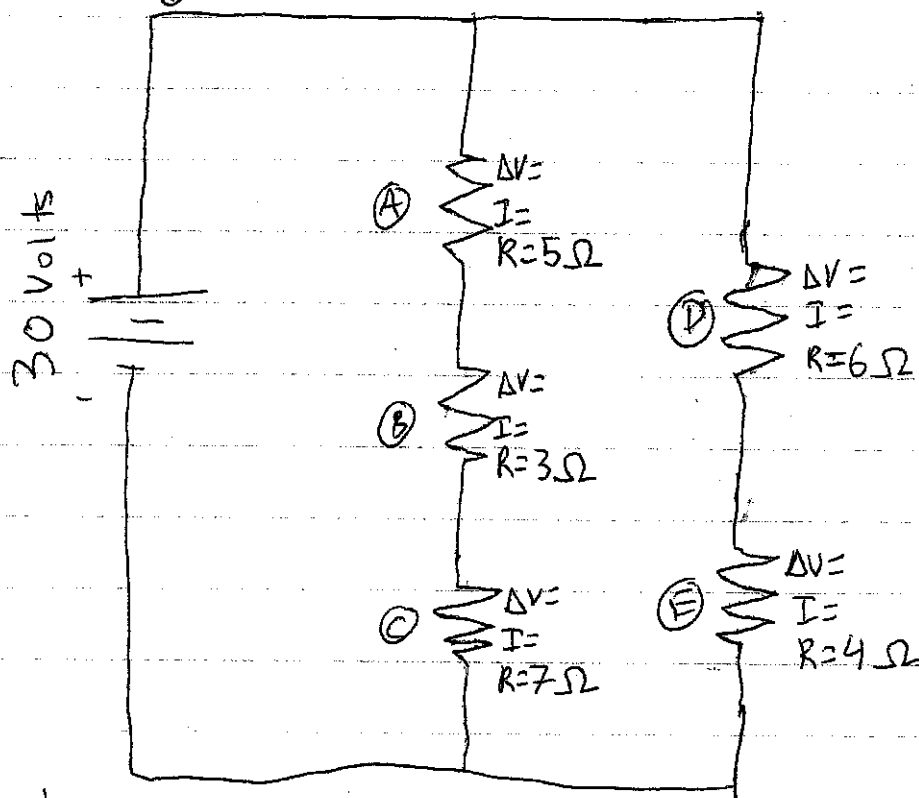 30 volts
+
-
A
ΔV=
I=
R=5Ω
B
ΔV=
I=
R=3Ω
C
ΔV=
I=
R=7Ω
D
ΔV=
I=
R=6Ω
E
ΔV=
I=
R=4Ω